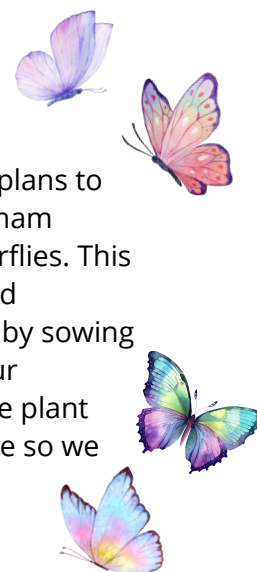 plans to
ham
rflies. This
d
by sowing
ur
e plant
e so we